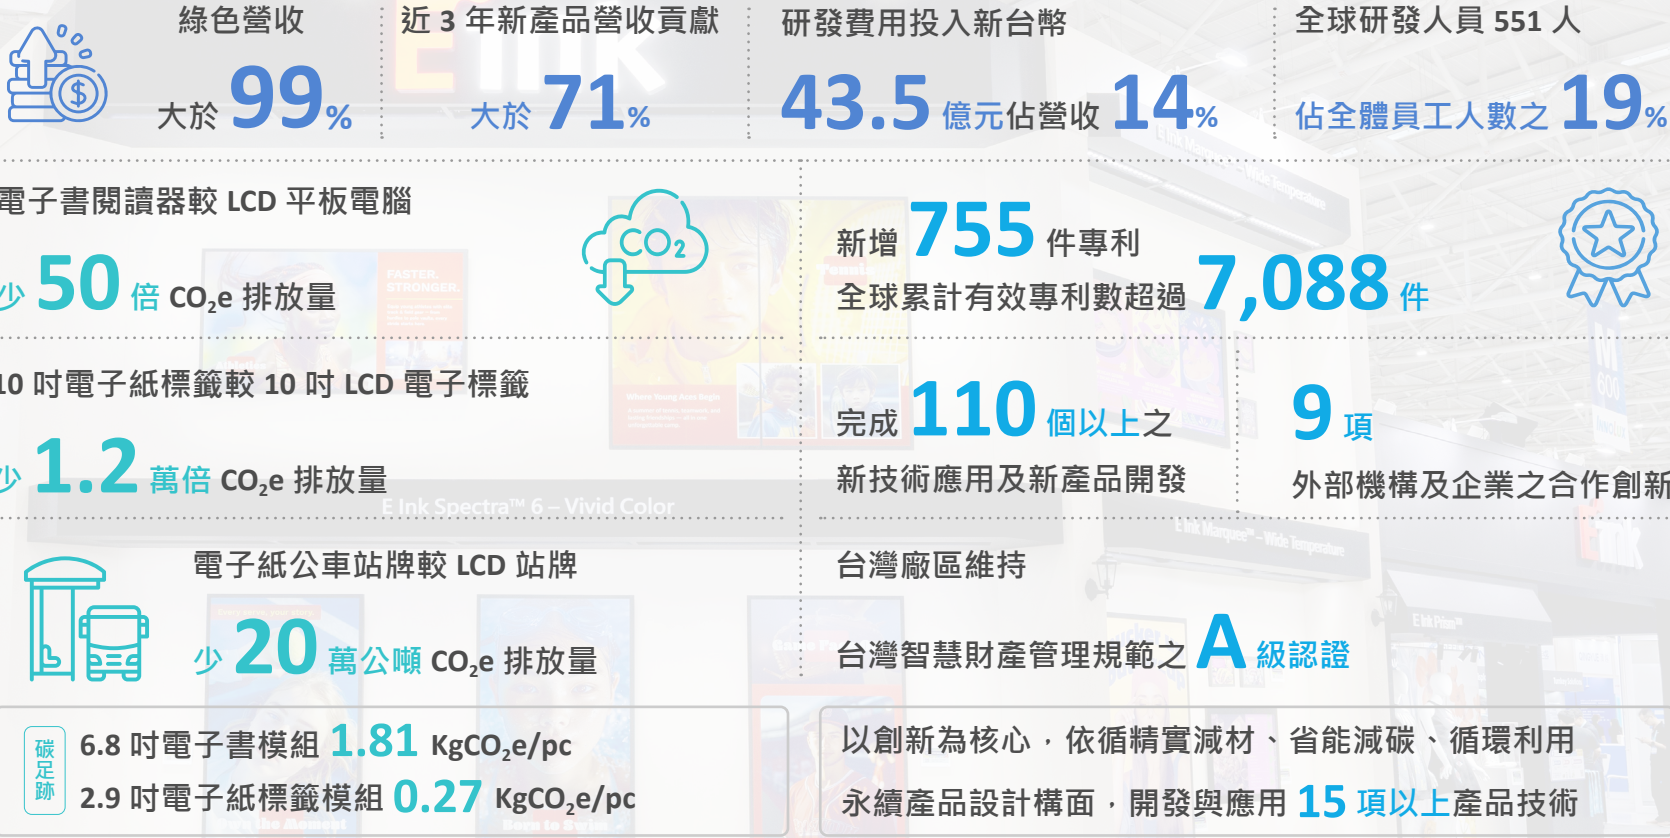 綠色營收
大於 99%
近 3 年新產品營收貢獻
大於 71%
研發費用投入新台幣
43.5 億元佔營收 14%
全球研發人員 551 人
佔全體員工人數之 19%
電子書閱讀器較 LCD 平板電腦
少 50 倍 CO₂e 排放量
CO₂
10 吋電子紙標籤較 10 吋 LCD 電子標籤
少 1.2 萬倍 CO₂e 排放量
電子紙公車站牌較 LCD 站牌
少 20 萬公噸 CO₂e 排放量
碳足跡
6.8 吋電子書模組 1.81 KgCO₂e/pc
2.9 吋電子紙標籤模組 0.27 KgCO₂e/pc
新增 755 件專利
全球累計有效專利數超過 7,088 件
完成 110 個以上之
新技術應用及新產品開發
9 項
外部機構及企業之合作創新
台灣廠區維持
台灣智慧財產管理規範之 A 級認證
以創新為核心，依循精實減材、省能減碳、循環利用
永續產品設計構面，開發與應用 15 項以上產品技術
E Ink
FASTER.
STRONGER.
E Ink Spectra™ 6 – Vivid Color
E Ink Marquee™ – Wide Temperature
E Ink Prism™
Born to Swim